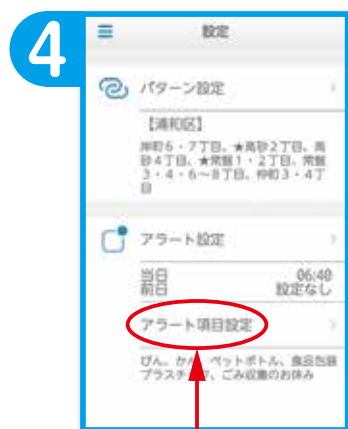 4
設定
パターン設定
【浦和区】
岸町6・7丁目、★高砂2丁目、高
砂4丁目、★常盤1・2丁目、常盤
3・4・6～8丁目、仲町3・4丁
目
アラート設定
当日 06:40
前日 設定なし
アラート項目設定
びん、かん、ペットボトル、食品包装
プラスチック、ごみ収集のお休み